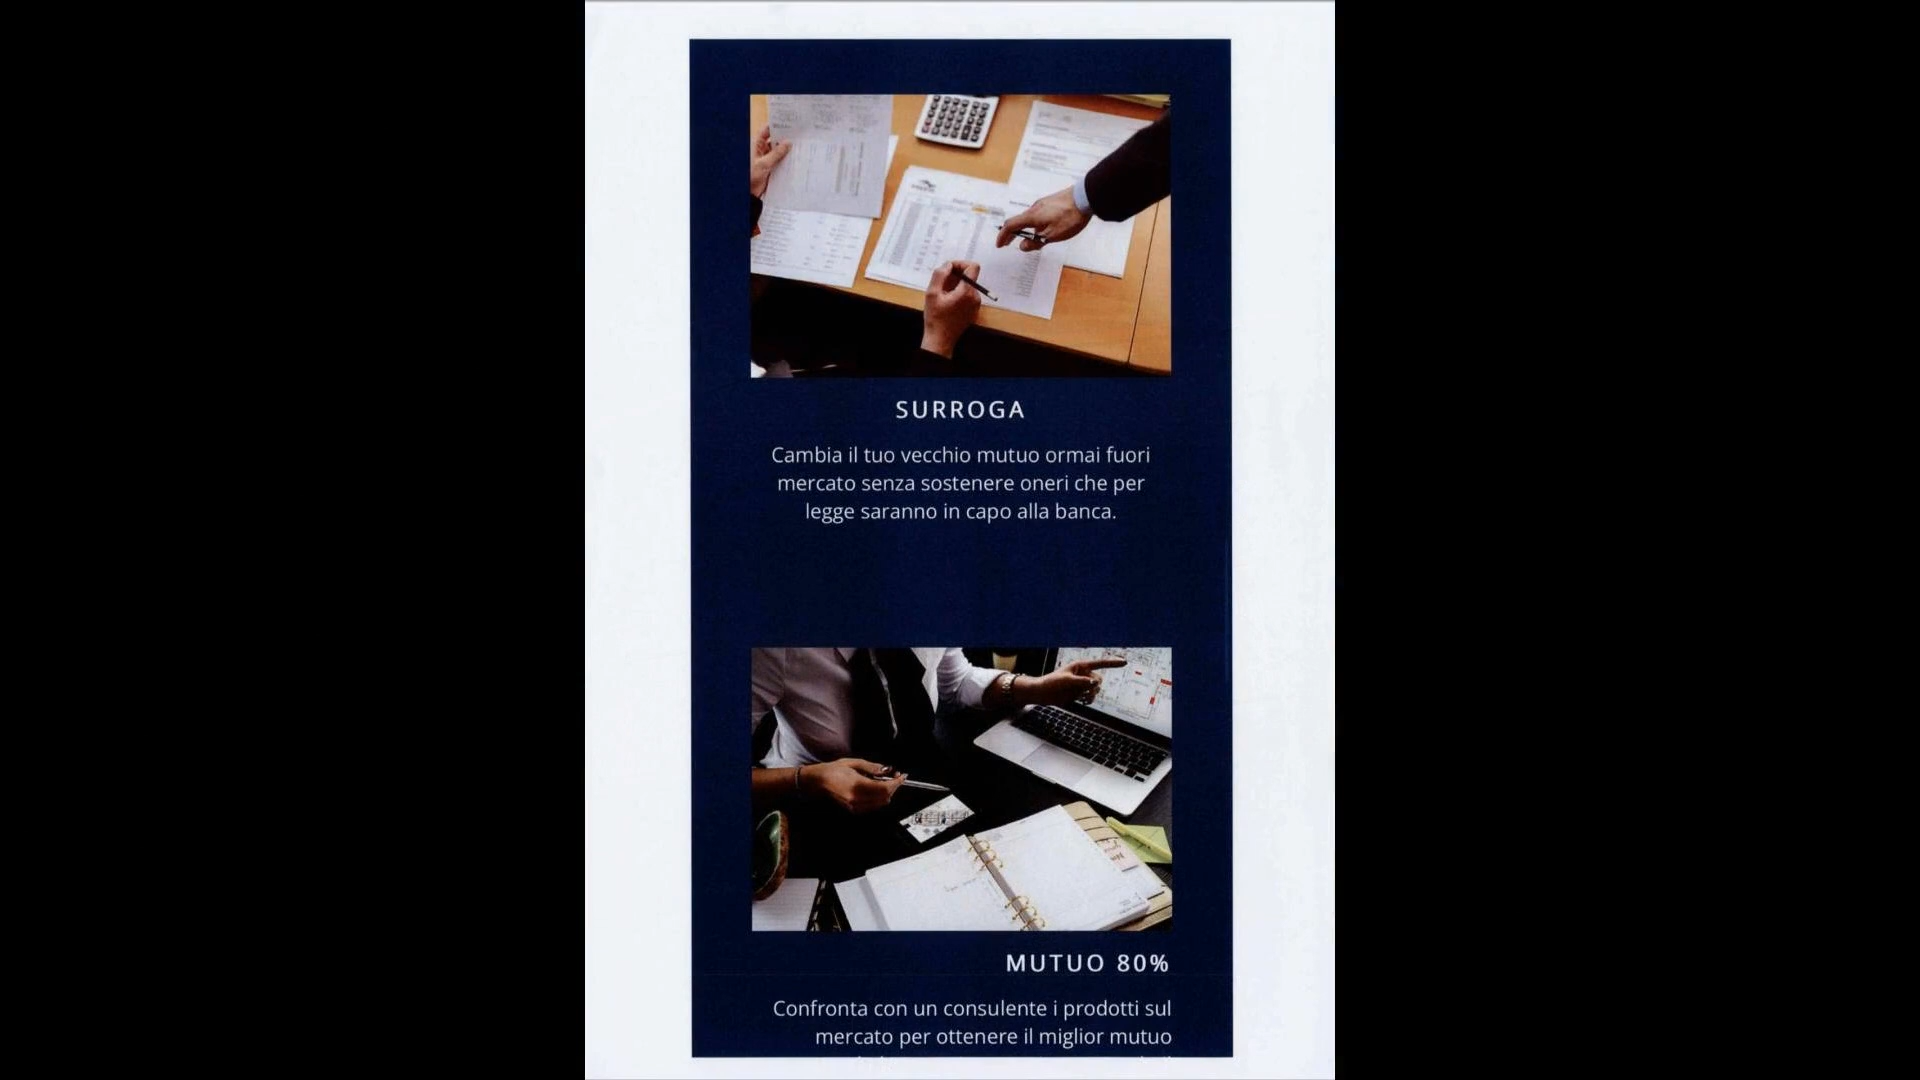 SURROGA
Cambia il tuo vecchio mutuo ormai fuori
mercato senza sostenere oneri che per
legge saranno in capo alla banca.
MUTUO 80%
Confronta con un consulente i prodotti sul
mercato per ottenere il miglior mutuo